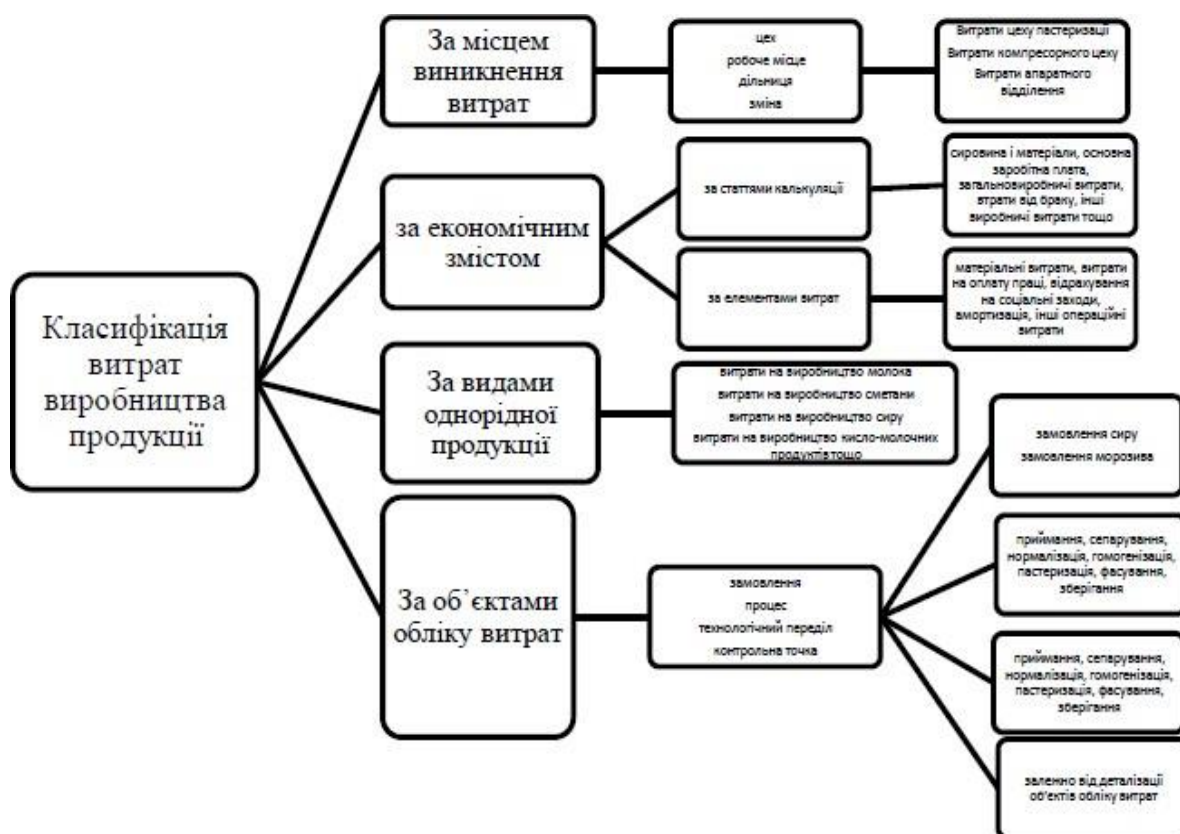 Класифікація
витрат
виробництва
продукції
За місцем
виникнення
витрат
цех
робоче місце
дільниця
зміна
Витрати цеху пастеризації
Витрати компресорного цеху
Витрати апаратного
відділення
за економічним
змістом
за статтями калькуляції
сировина і матеріали, основна
заробітна плата,
загальновиробничі витрати,
втрати від браку, інші
виробничі витрати тощо
за елементами витрат
матеріальні витрати, витрати
на оплату праці, відрахування
на соціальні заходи,
амортизація, інші операційні
витрати
За видами
однорідної
продукції
витрати на виробництво молока
витрати на виробництво сметани
витрати на виробництво сиру
витрати на виробництво кисло-молочних
продуктів тощо
За об’єктами
обліку витрат
замовлення
процес
технологічний переділ
контрольна точка
замовлення сиру
замовлення морозива
приймання, сепарування,
нормалізація, гомогенізація,
пастеризація, фасування,
зберігання
приймання, сепарування,
нормалізація, гомогенізація,
пастеризація, фасування,
зберігання
залежно від деталізації
об'єктів обліку витрат